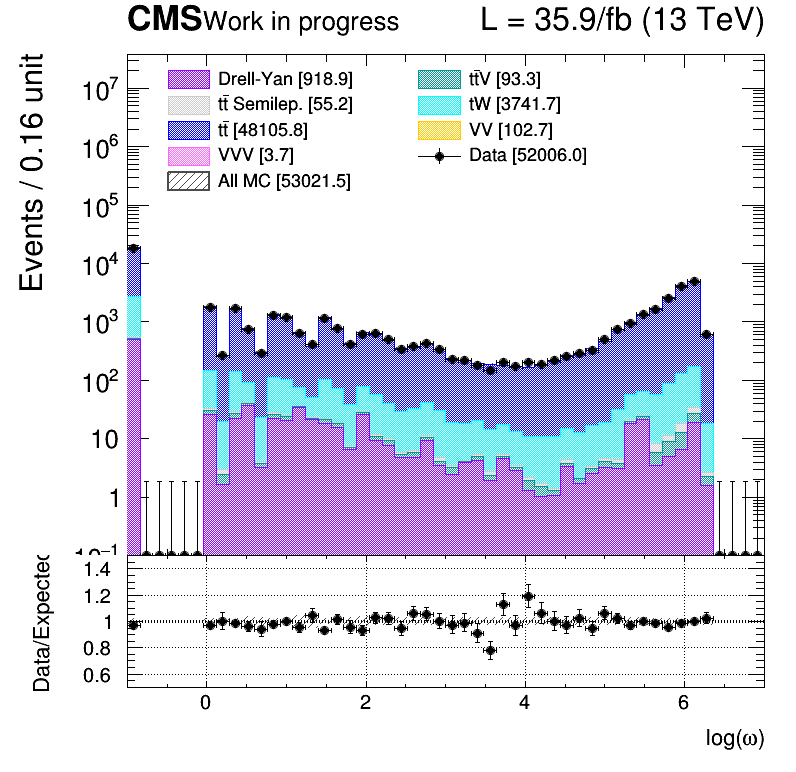 CMS Work in progress L = 35.9/fb (13 TeV)
Events / 0.16 unit
Drell-Yan [918.9]
tt̄ Semilep. [55.2]
tt̄ [48105.8]
VVV [3.7]
All MC [53021.5]
tt̄V [93.3]
tW [3741.7]
VV [102.7]
Data [52006.0]
10⁷
10⁶
10⁵
10⁴
10³
10²
10
1
10⁻¹
Data/Expected
1.4
1.2
1
0.8
0.6
0 2 4 6
log(ω)